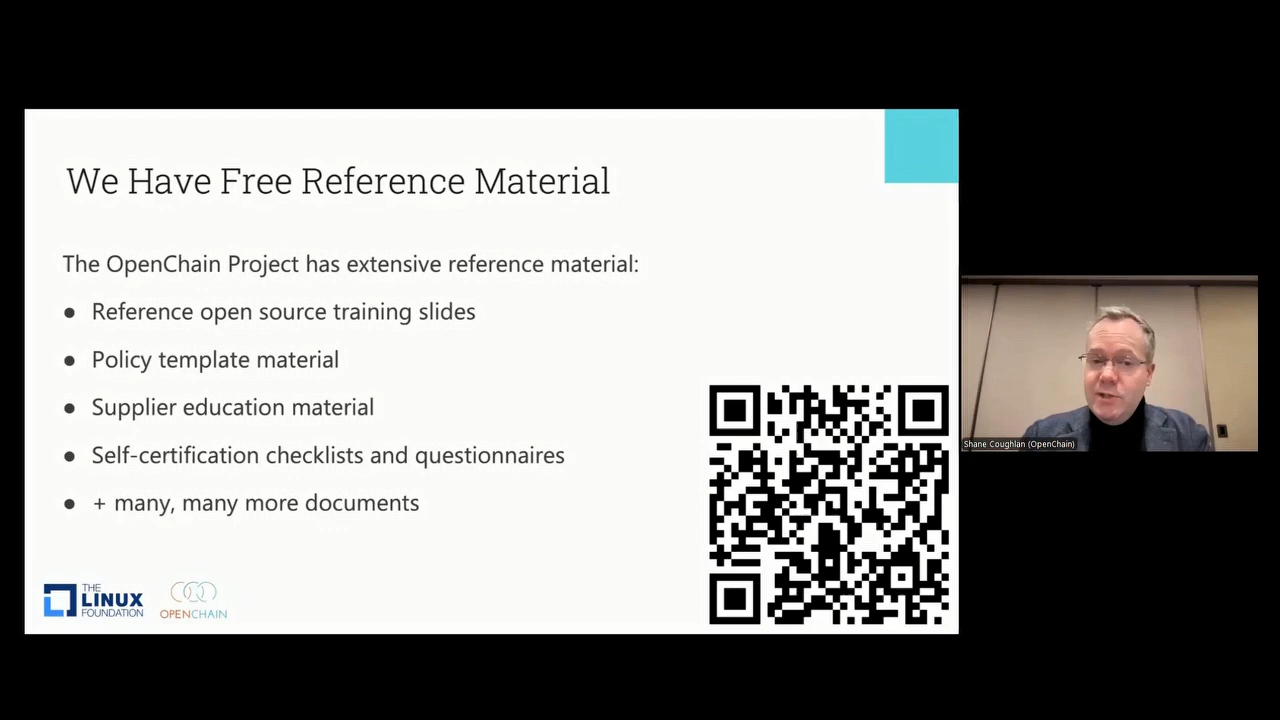 We Have Free Reference Material
The OpenChain Project has extensive reference material:
● Reference open source training slides
● Policy template material
● Supplier education material
● Self-certification checklists and questionnaires
● + many, many more documents
THE
LINUX
FOUNDATION
OPENCHAIN
Shane Coughlan (OpenChain)